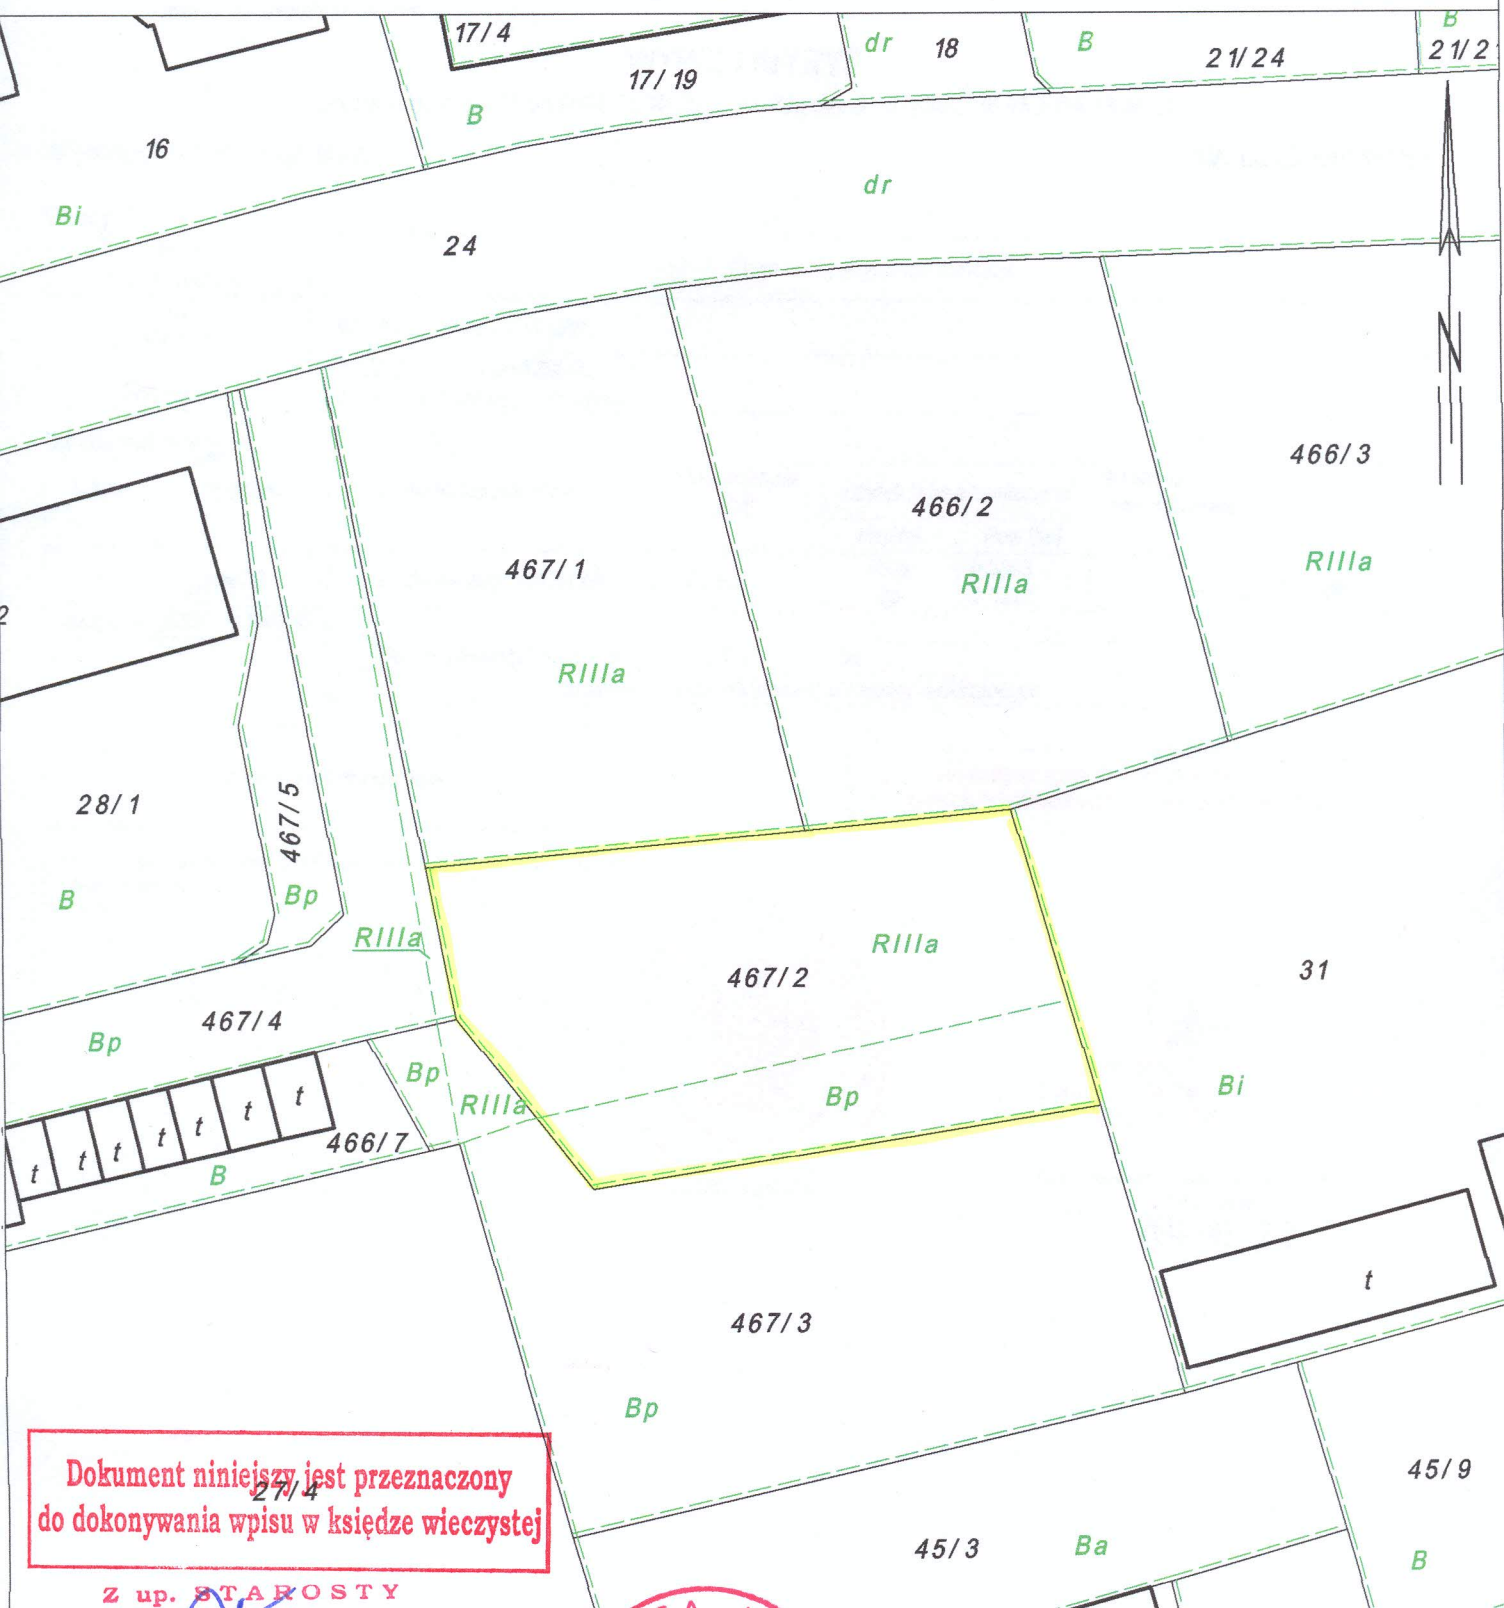 17/4
dr
18
B
21/24
B
21/2
17/19
B
16
Bi
dr
24
N
466/3
RIIIa
466/2
RIIIa
467/1
RIIIa
2
28/1
467/5
B
Bp
RIIIa
RIIIa
467/2
31
467/4
Bp
Bp
RIIIa
Bp
Bi
t
t
t
t
t
t
t
466/7
B
t
467/3
Bp
Dokument niniejszy jest przeznaczony
27/4
do dokonywania wpisu w księdze wieczystej
45/9
45/3
Ba
B
Z up. STAROSTY